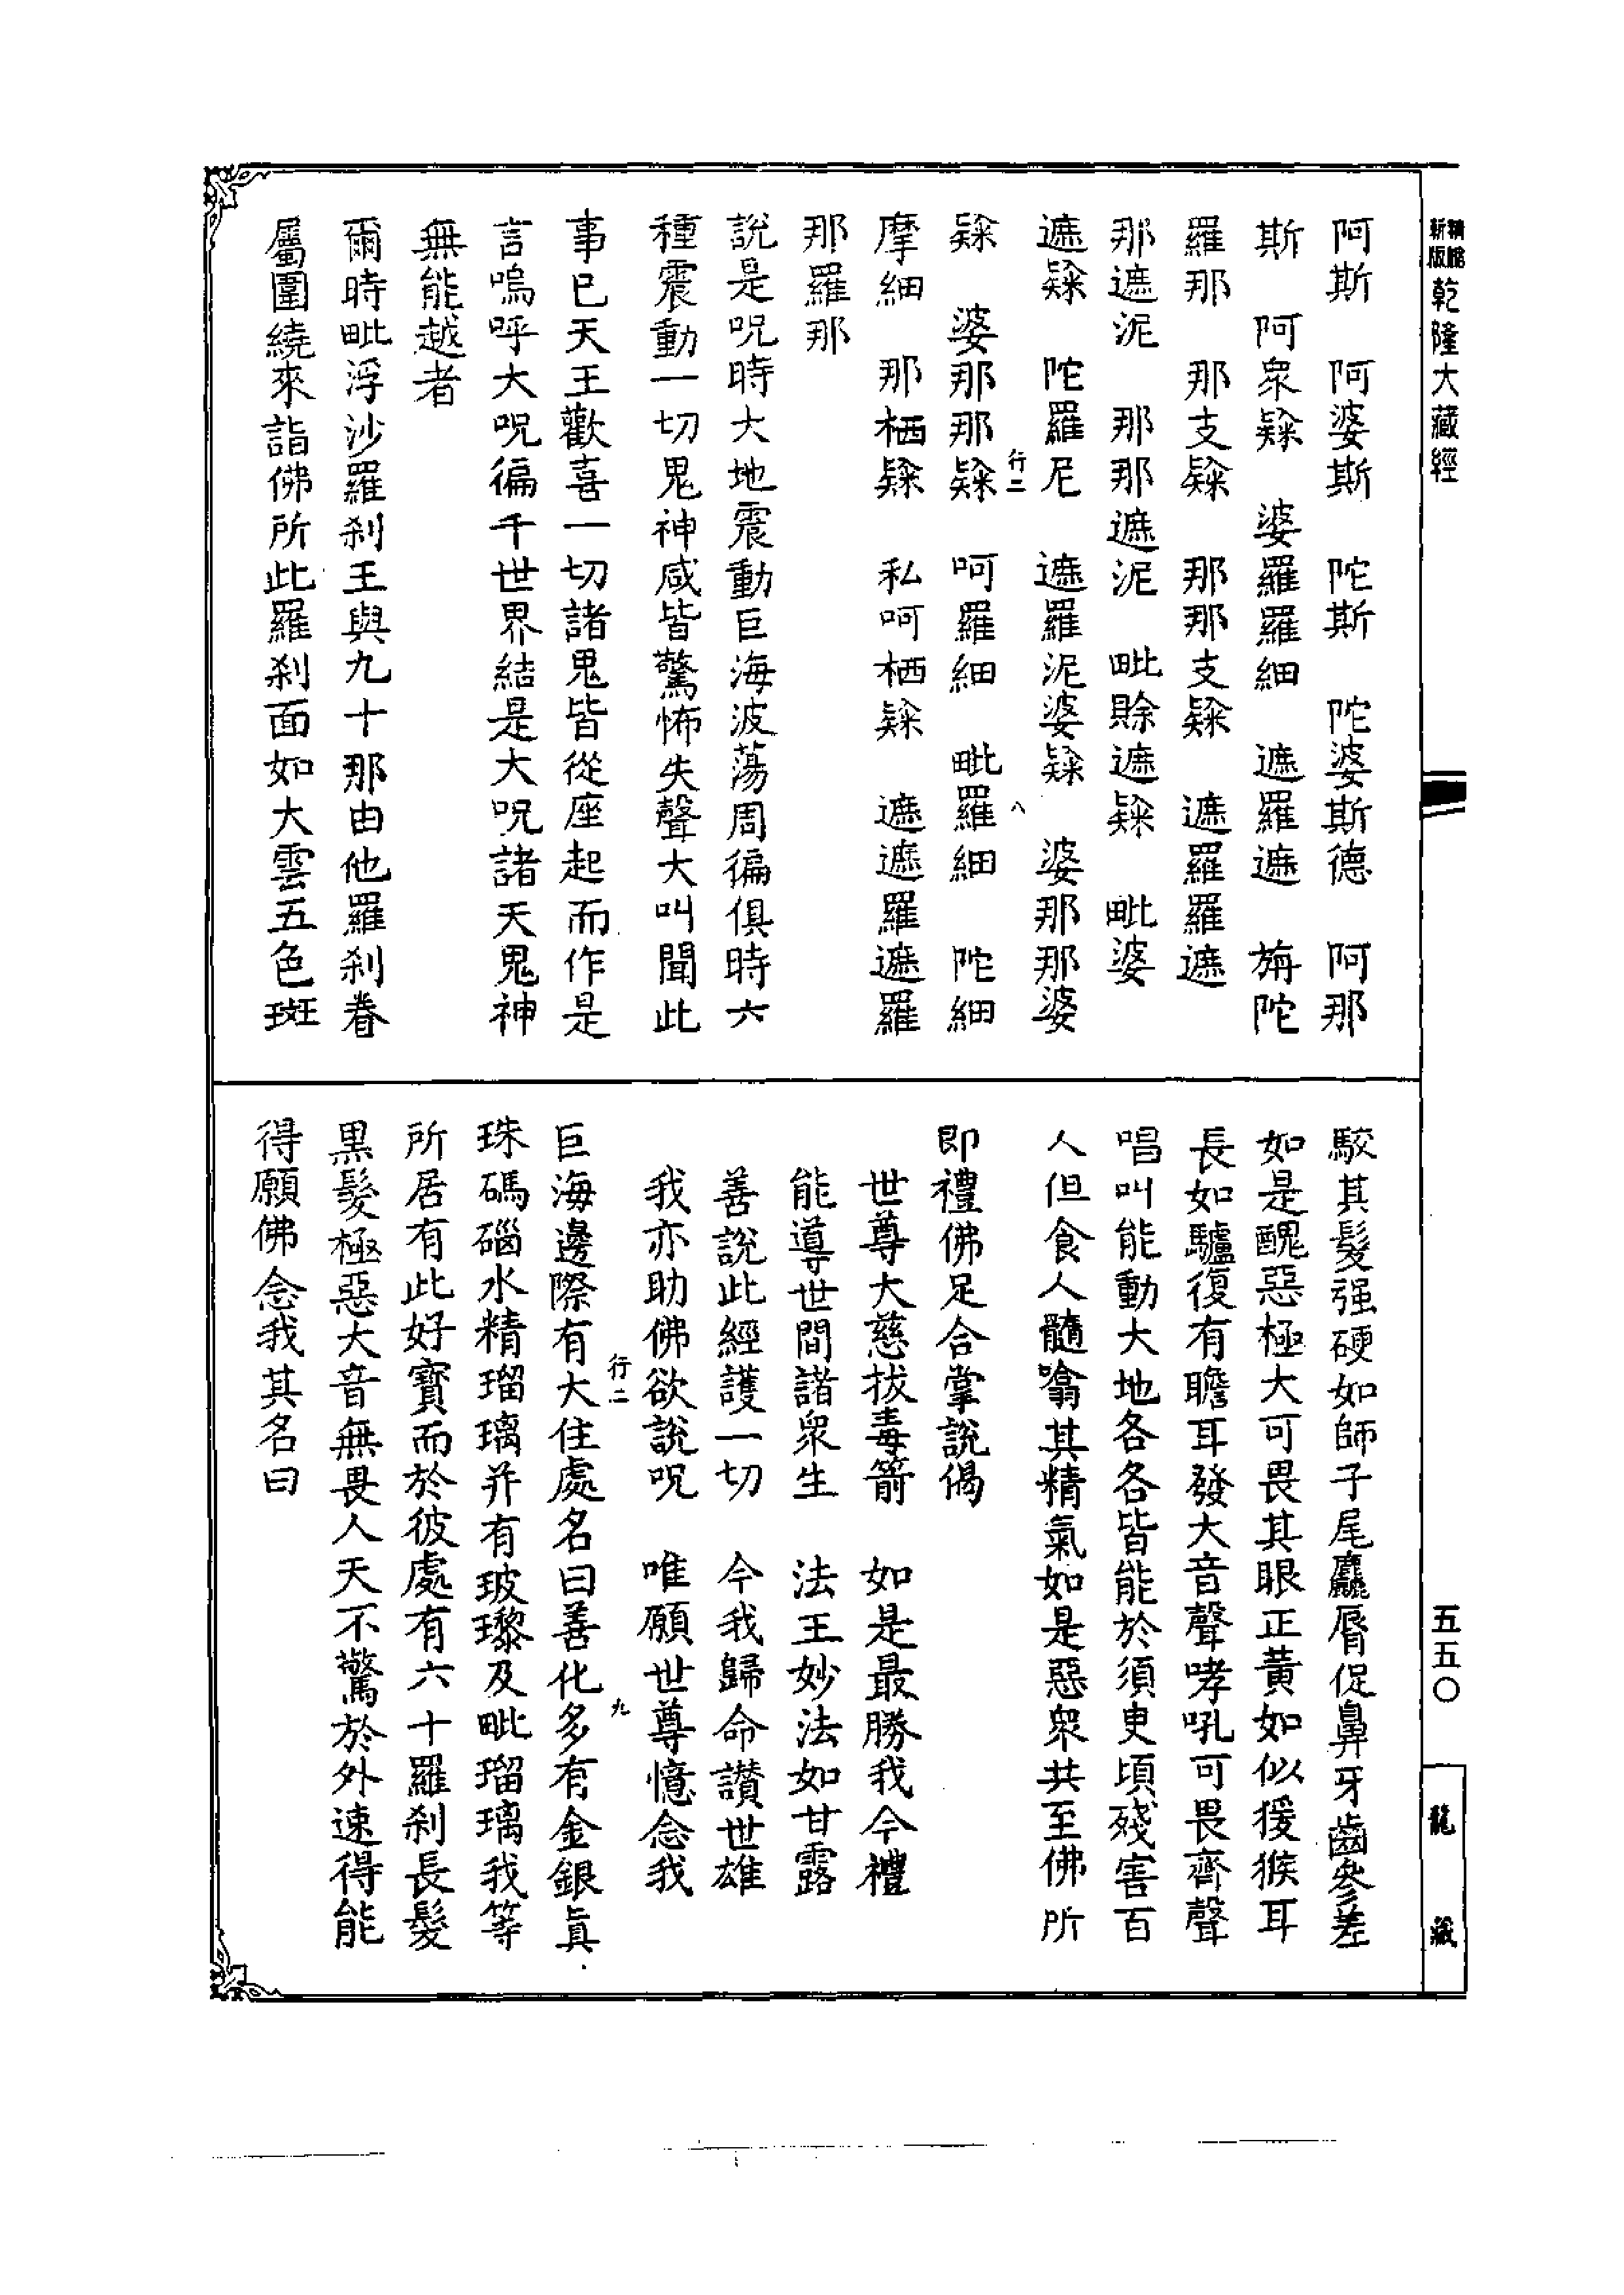 新版精縮乾隆大藏經
五五〇
龍藏
阿斯　阿婆斯　陀斯　陀婆斯德　阿那
斯　阿衆㝹　婆羅羅細　遮羅遮　旃陀
羅那　那支㝹　那那支㝹　遮羅羅遮
那遮泥　那那遮泥　毗賒遮㝹　毗婆
遮㝹　陀羅尼　遮羅泥婆㝹　婆那那婆
行二　八
㝹　婆那那㝹　呵羅細　毗羅細　陀細
摩細　那栖㝹　私呵栖㝹　遮遮羅遮羅
那羅那
說是呪時大地震動巨海波蕩周徧俱時六
種震動一切鬼神咸皆驚怖失聲大叫聞此
事已天王歡喜一切諸鬼皆從座起而作是
言嗚呼大呪徧千世界結是大呪諸天鬼神
無能越者
爾時毗浮沙羅刹王與九十那由他羅刹眷
屬圍繞來詣佛所此羅刹面如大雲五色斑
駮其髮强硬如師子尾麤脣促鼻牙齒參差
如是醜惡極大可畏其眼正黃如似猨猴耳
長如驢復有瞻耳發大音聲哮吼可畏齊聲
唱叫能動大地各各皆能於須臾頃殘害百
人但食人髓噏其精氣如是惡衆共至佛所
即禮佛足合掌說偈
世尊大慈拔毒箭　如是最勝我今禮
能導世間諸衆生　法王妙法如甘露
善說此經護一切　今我歸命讚世雄
我亦助佛欲說呪　唯願世尊憶念我
行二　九
巨海邊際有大住處名曰善化多有金銀眞
珠碼碯水精瑠璃并有玻瓈及毗瑠璃我等
所居有此好寶而於彼處有六十羅刹長髮
黑髮極惡大音無畏人天不驚於外速得能
得願佛念我其名曰